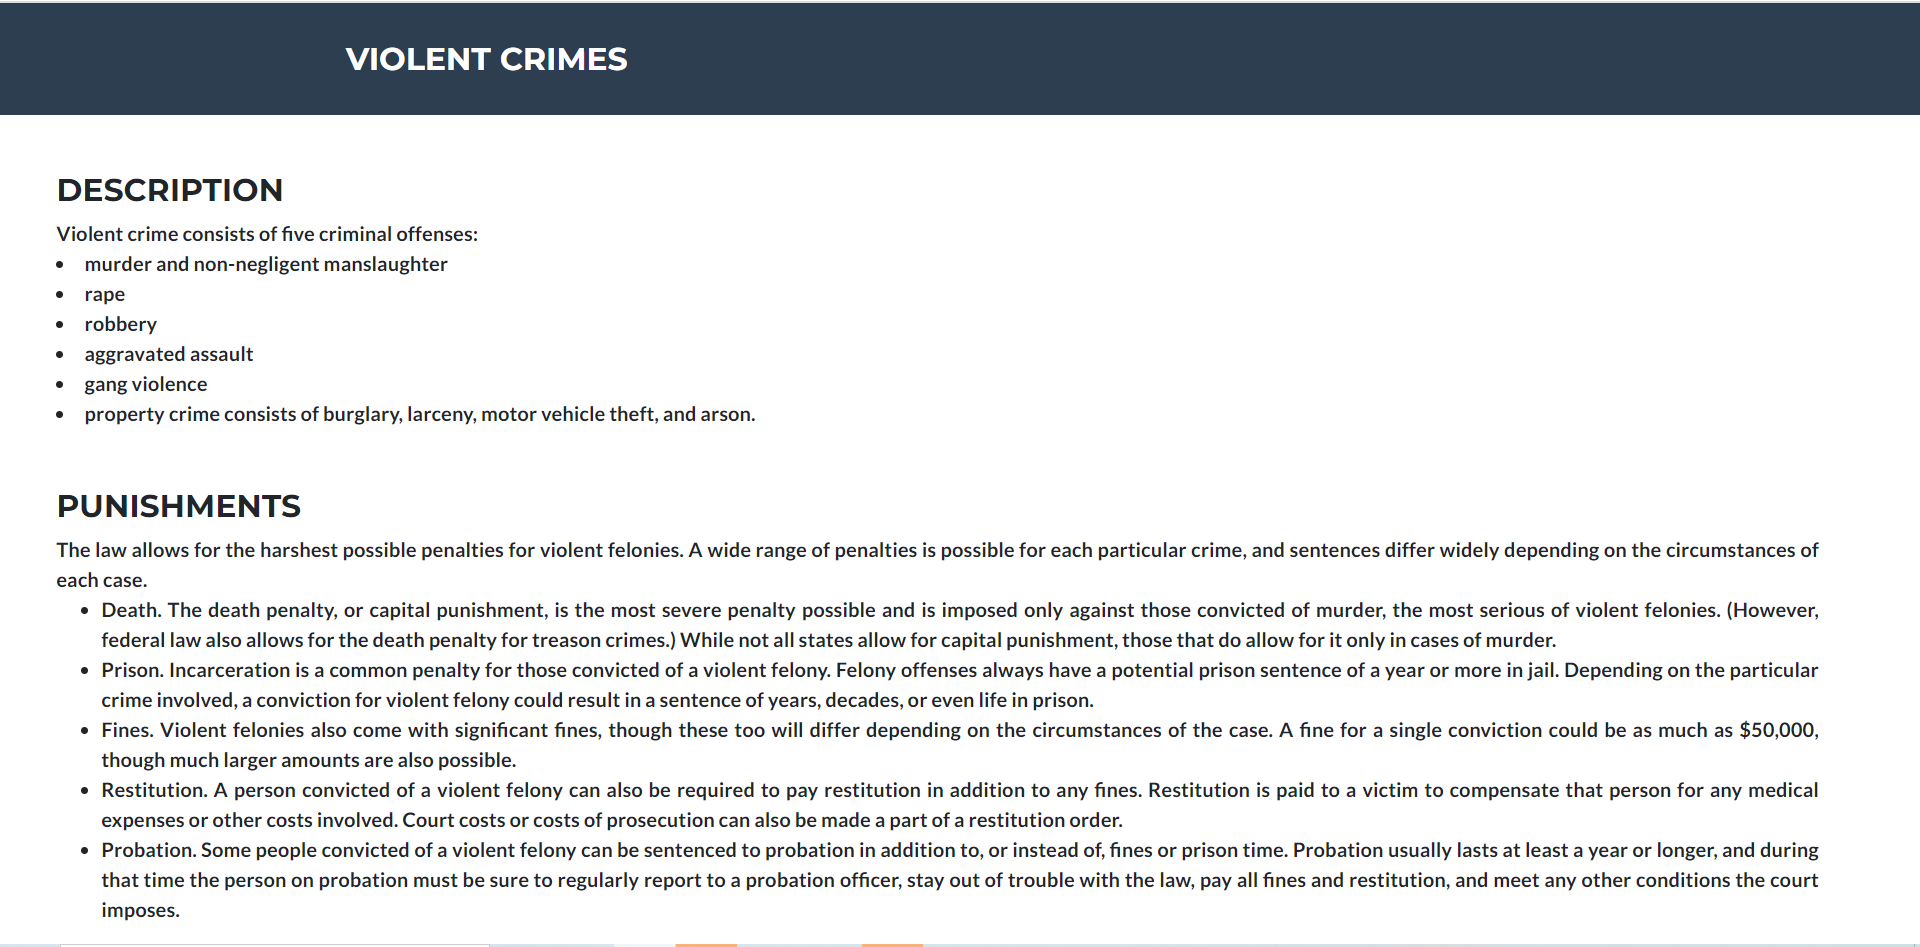 VIOLENT CRIMES
DESCRIPTION
Violent crime consists of five criminal offenses:
• murder and non-negligent manslaughter
• rape
• robbery
• aggravated assault
• gang violence
• property crime consists of burglary, larceny, motor vehicle theft, and arson.
PUNISHMENTS
The law allows for the harshest possible penalties for violent felonies. A wide range of penalties is possible for each particular crime, and sentences differ widely depending on the circumstances of
each case.
• Death. The death penalty, or capital punishment, is the most severe penalty possible and is imposed only against those convicted of murder, the most serious of violent felonies. (However,
federal law also allows for the death penalty for treason crimes.) While not all states allow for capital punishment, those that do allow for it only in cases of murder.
• Prison. Incarceration is a common penalty for those convicted of a violent felony. Felony offenses always have a potential prison sentence of a year or more in jail. Depending on the particular
crime involved, a conviction for violent felony could result in a sentence of years, decades, or even life in prison.
• Fines. Violent felonies also come with significant fines, though these too will differ depending on the circumstances of the case. A fine for a single conviction could be as much as $50,000,
though much larger amounts are also possible.
• Restitution. A person convicted of a violent felony can also be required to pay restitution in addition to any fines. Restitution is paid to a victim to compensate that person for any medical
expenses or other costs involved. Court costs or costs of prosecution can also be made a part of a restitution order.
• Probation. Some people convicted of a violent felony can be sentenced to probation in addition to, or instead of, fines or prison time. Probation usually lasts at least a year or longer, and during
that time the person on probation must be sure to regularly report to a probation officer, stay out of trouble with the law, pay all fines and restitution, and meet any other conditions the court
imposes.